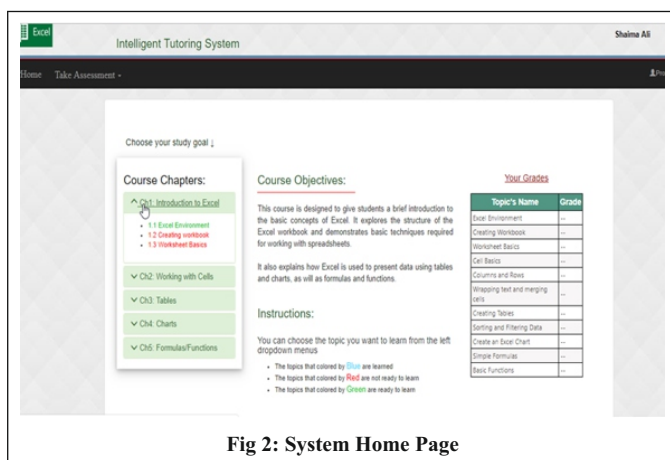 Excel
Intelligent Tutoring System
Shaima Ali
Home Take Assessment
Choose your study goal ↓
Course Chapters:
Ch1: Introduction to Excel
1.1 Excel Environment
1.2 Creating workbook
1.3 Worksheet Basics
Ch2: Working with Cells
Ch3: Tables
Ch4: Charts
Ch5: Formulas/Functions
Course Objectives:
This course is designed to give students a brief introduction to
the basic concepts of Excel. It explores the structure of the
Excel workbook and demonstrates basic techniques required
for working with spreadsheets.
It also explains how Excel is used to present data using tables
and charts, as will as formulas and functions.
Instructions:
You can choose the topic you want to learn from the left
dropdown menus
The topics that colored by Blue are learned
The topics that colored by Red are not ready to learn
The topics that colored by Green are ready to learn
Your Grades
Topic's Name Grade
Excel Environment --
Creating Workbook --
Worksheet Basics --
Cell Basics --
Columns and Rows --
Wrapping text and merging
cells --
Creating Tables --
Sorting and Filtering Data --
Create an Excel Chart --
Simple Formulas --
Basic Functions --
Fig 2: System Home Page